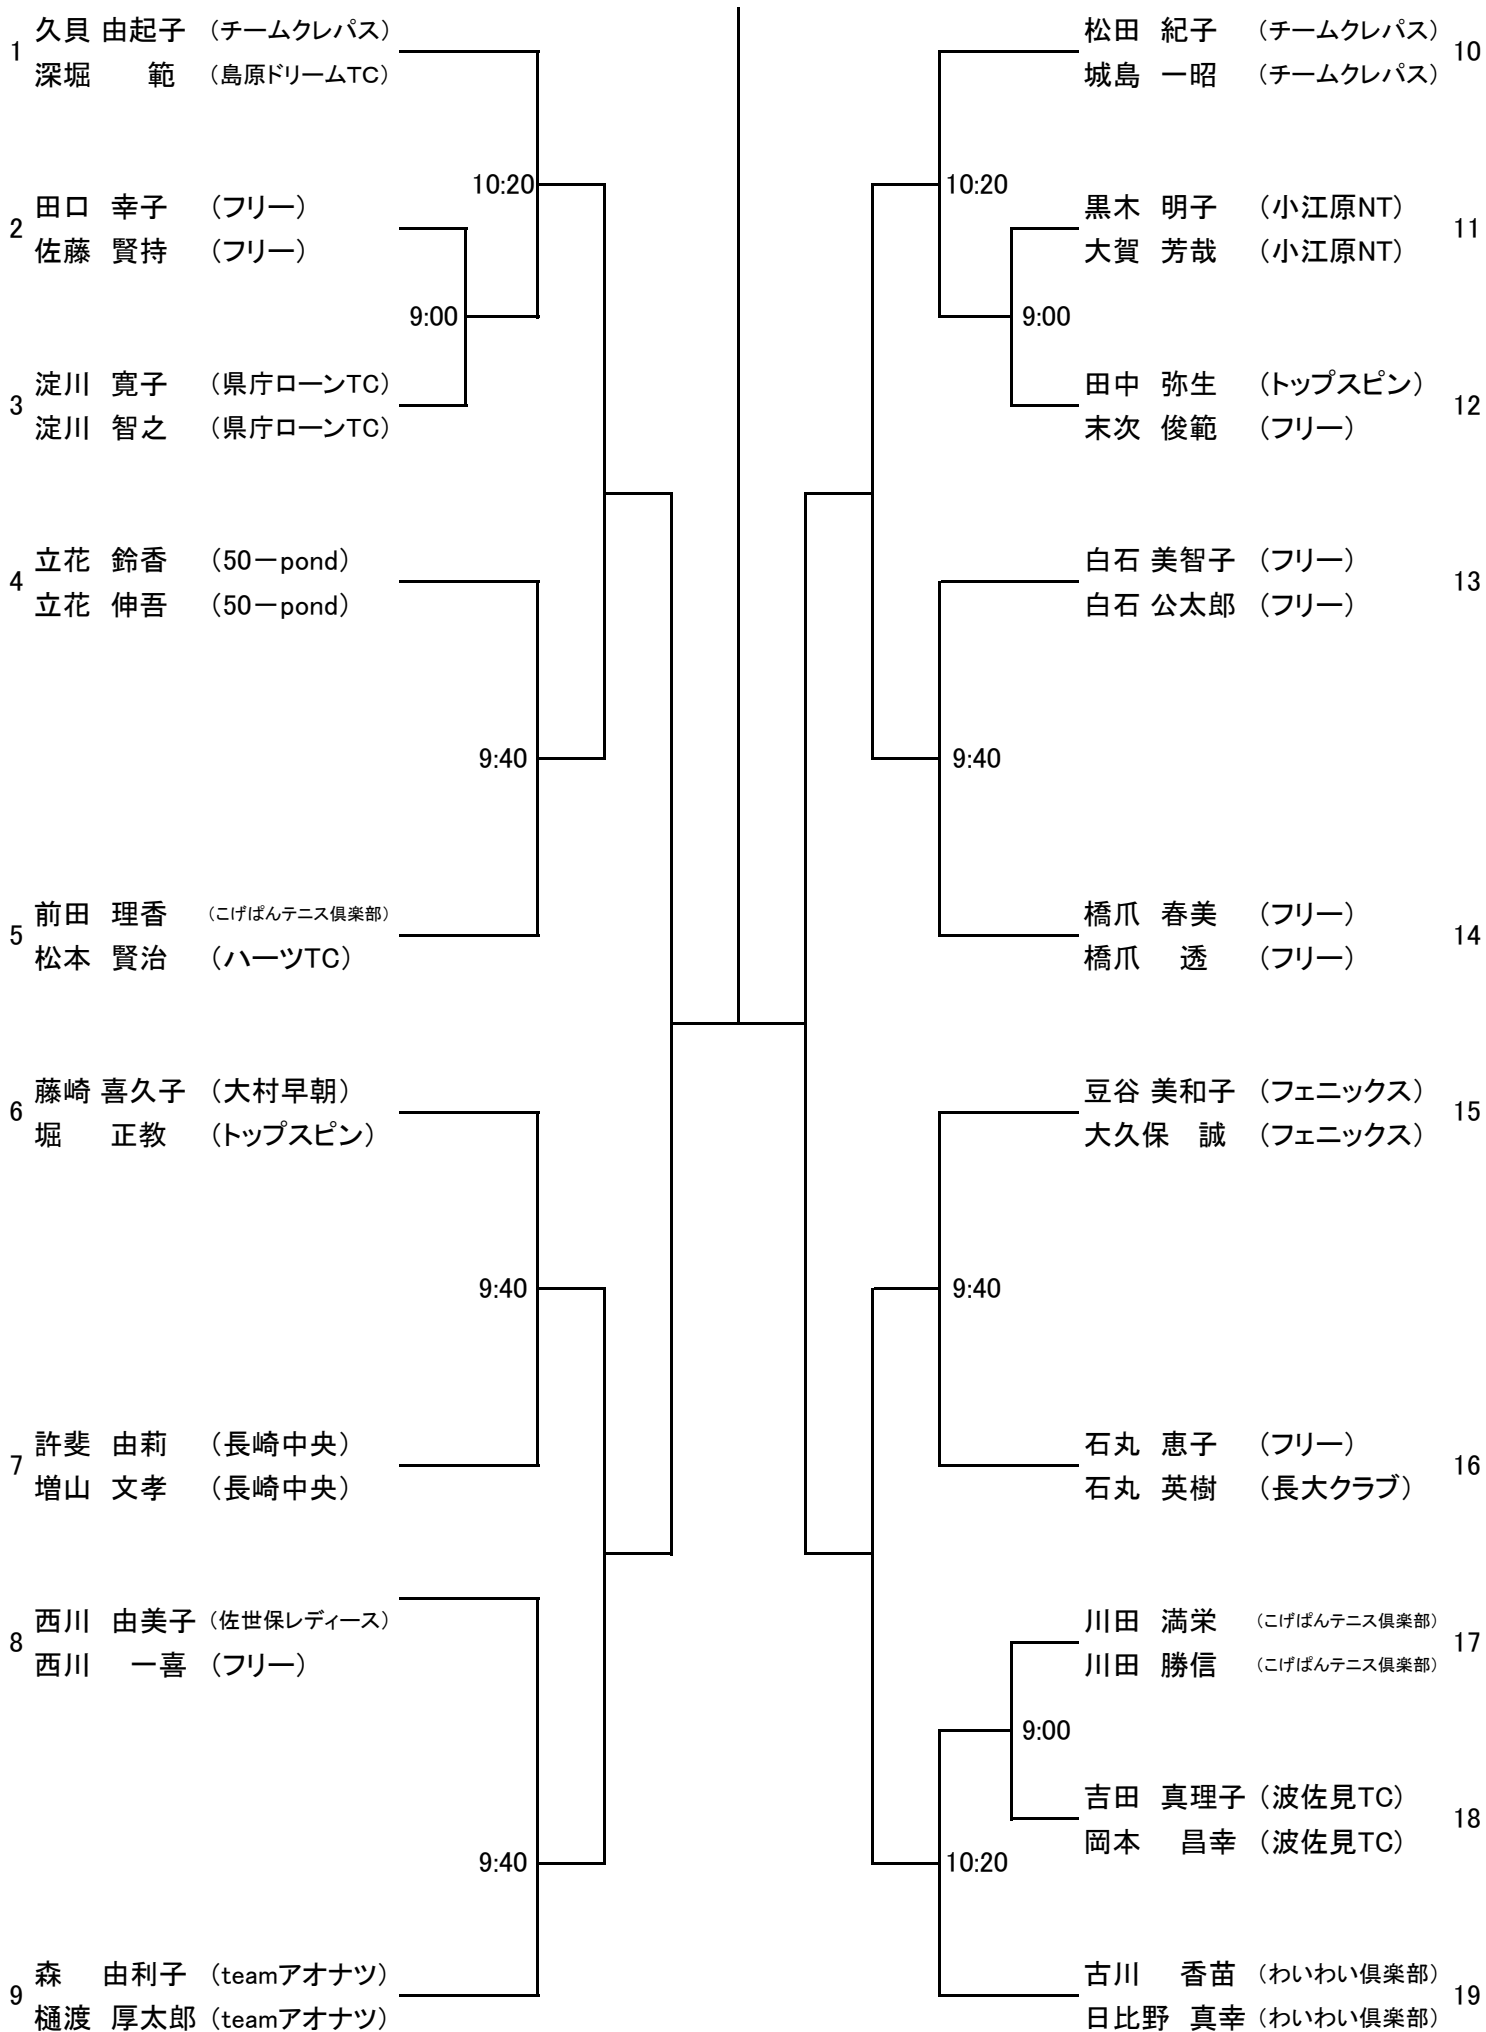 1
久貝 由起子 (チームクレパス)
深堀 範 (島原ドリームTC)
10:20
2
田口 幸子 (フリー)
佐藤 賢持 (フリー)
9:00
3
淀川 寛子 (県庁ローンTC)
淀川 智之 (県庁ローンTC)
4
立花 鈴香 (50－pond)
立花 伸吾 (50－pond)
9:40
5
前田 理香 (こげぱんテニス倶楽部)
松本 賢治 (ハーツTC)
6
藤崎 喜久子 (大村早朝)
堀 正教 (トップスピン)
9:40
7
許斐 由莉 (長崎中央)
増山 文孝 (長崎中央)
8
西川 由美子 (佐世保レディース)
西川 一喜 (フリー)
9:40
9
森 由利子 (teamアオナツ)
樋渡 厚太郎 (teamアオナツ)
松田 紀子 (チームクレパス)
城島 一昭 (チームクレパス)
10
10:20
黒木 明子 (小江原NT)
大賀 芳哉 (小江原NT)
11
9:00
田中 弥生 (トップスピン)
末次 俊範 (フリー)
12
白石 美智子 (フリー)
白石 公太郎 (フリー)
13
9:40
橋爪 春美 (フリー)
橋爪 透 (フリー)
14
豆谷 美和子 (フェニックス)
大久保 誠 (フェニックス)
15
9:40
石丸 恵子 (フリー)
石丸 英樹 (長大クラブ)
16
川田 満栄 (こげぱんテニス倶楽部)
川田 勝信 (こげぱんテニス倶楽部)
17
9:00
吉田 真理子 (波佐見TC)
岡本 昌幸 (波佐見TC)
18
10:20
古川 香苗 (わいわい倶楽部)
日比野 真幸 (わいわい倶楽部)
19